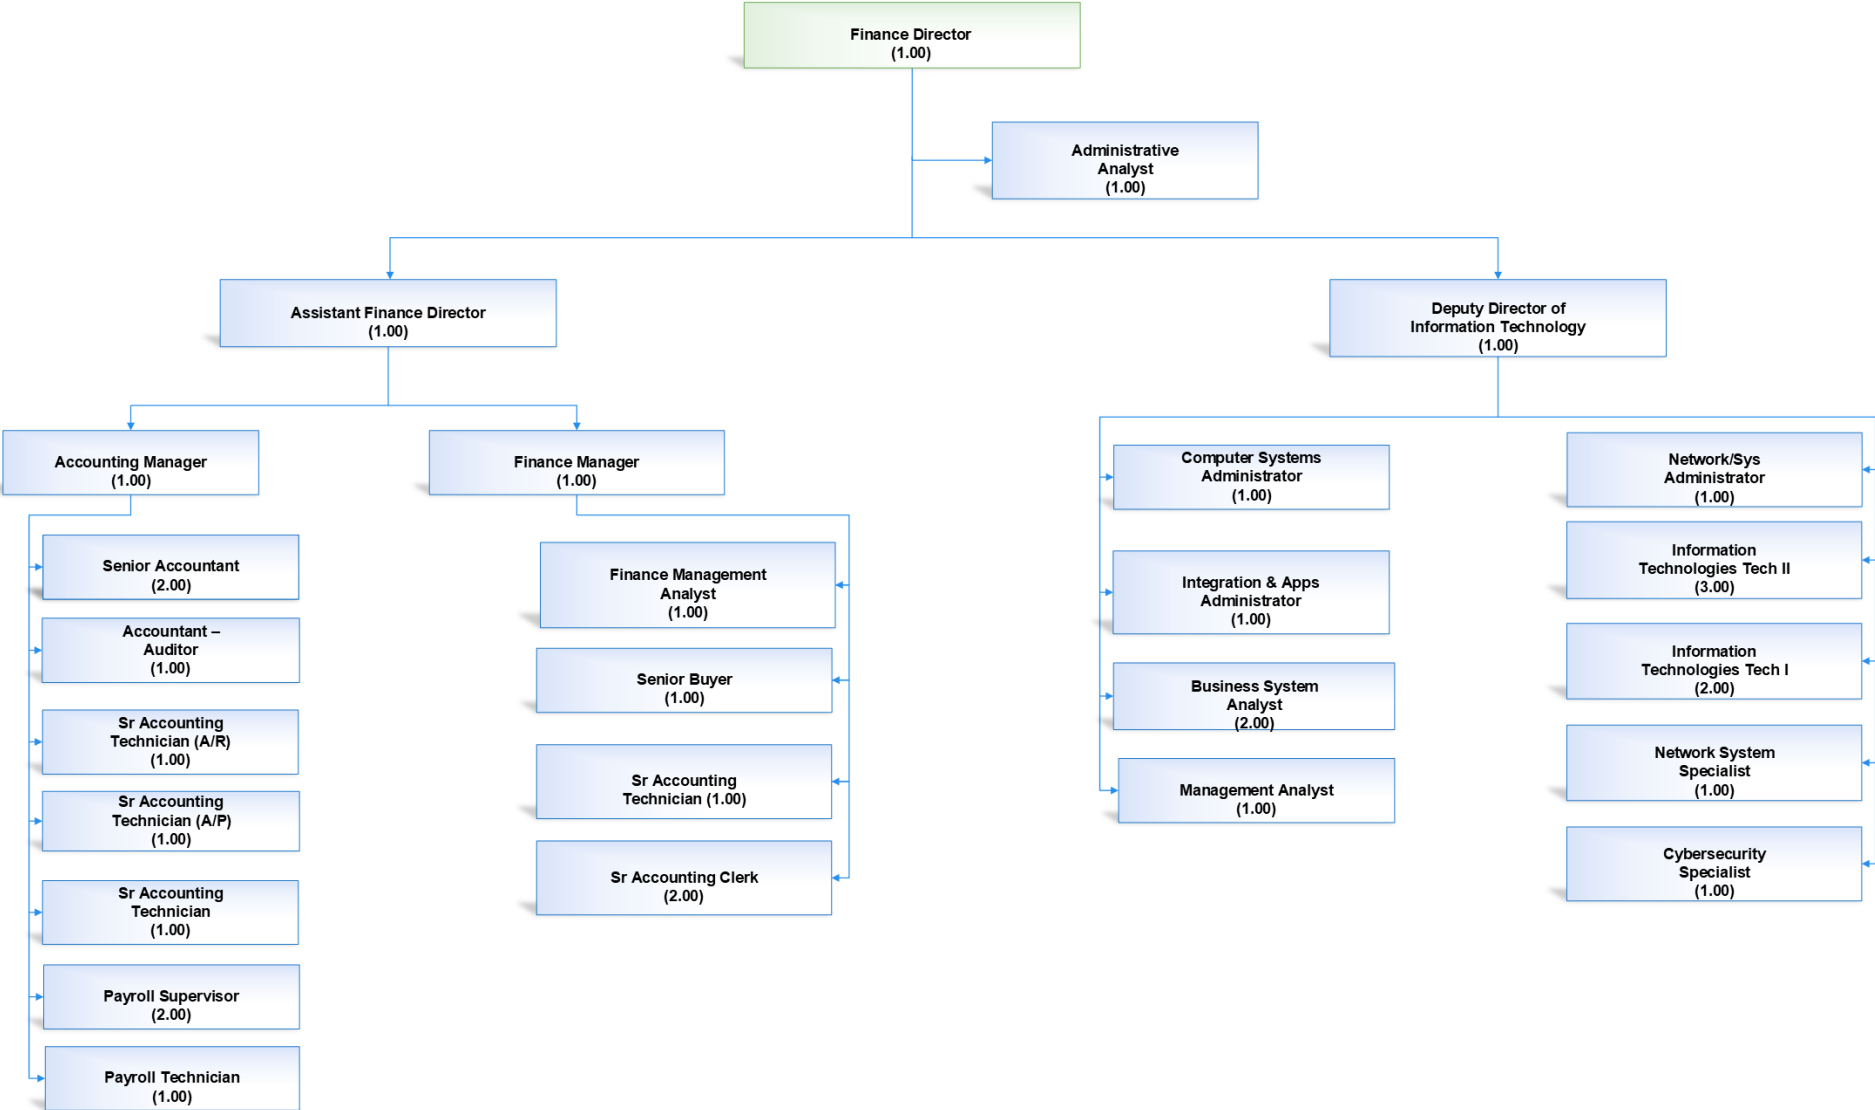 Finance Director
(1.00)
Administrative
Analyst
(1.00)
Assistant Finance Director
(1.00)
Deputy Director of
Information Technology
(1.00)
Accounting Manager
(1.00)
Senior Accountant
(2.00)
Accountant –
Auditor
(1.00)
Sr Accounting
Technician (A/R)
(1.00)
Sr Accounting
Technician (A/P)
(1.00)
Sr Accounting
Technician
(1.00)
Payroll Supervisor
(2.00)
Payroll Technician
(1.00)
Finance Manager
(1.00)
Finance Management
Analyst
(1.00)
Senior Buyer
(1.00)
Sr Accounting
Technician (1.00)
Sr Accounting Clerk
(2.00)
Computer Systems
Administrator
(1.00)
Integration & Apps
Administrator
(1.00)
Business System
Analyst
(2.00)
Management Analyst
(1.00)
Network/Sys
Administrator
(1.00)
Information
Technologies Tech II
(3.00)
Information
Technologies Tech I
(2.00)
Network System
Specialist
(1.00)
Cybersecurity
Specialist
(1.00)